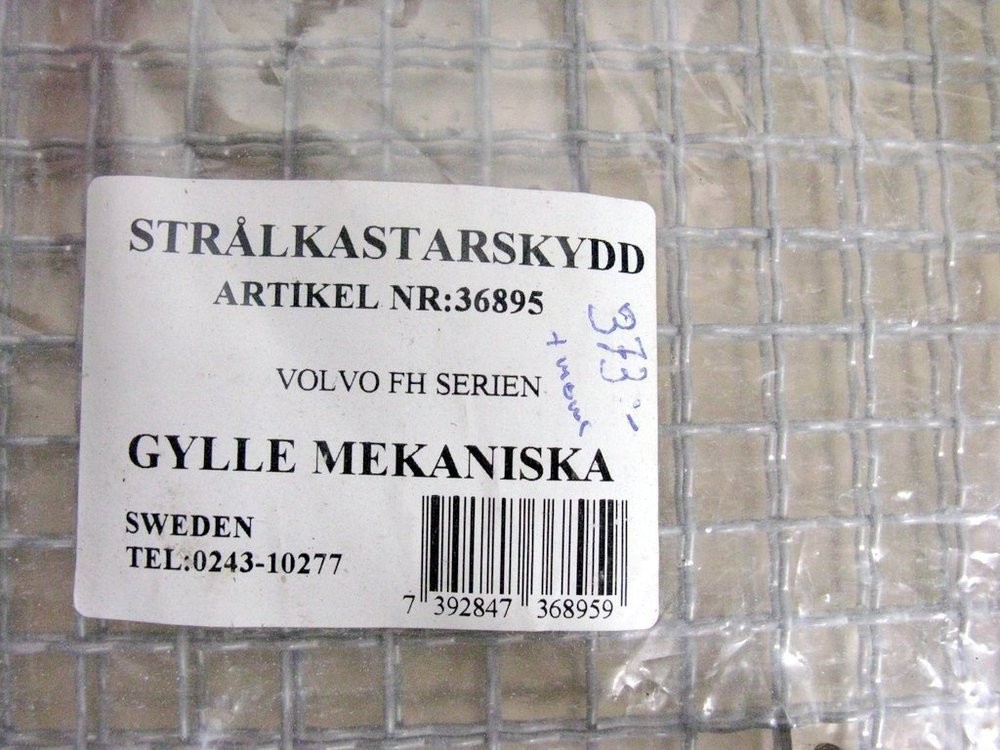 STRÅLKASTARSKYDD
ARTIKEL NR:36895
373:-
+ moms
VOLVO FH SERIEN
GYLLE MEKANISKA
SWEDEN
TEL:0243-10277
7 392847 368959